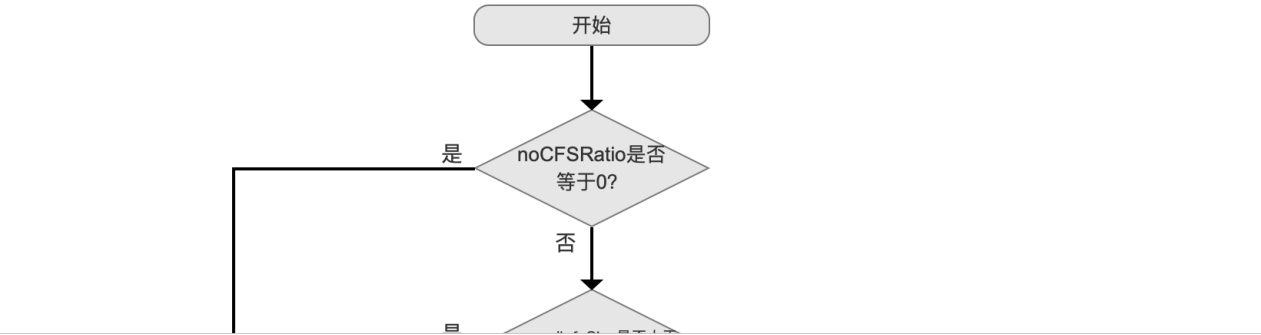 开始
是
noCFSRatio是否
等于0?
否
是